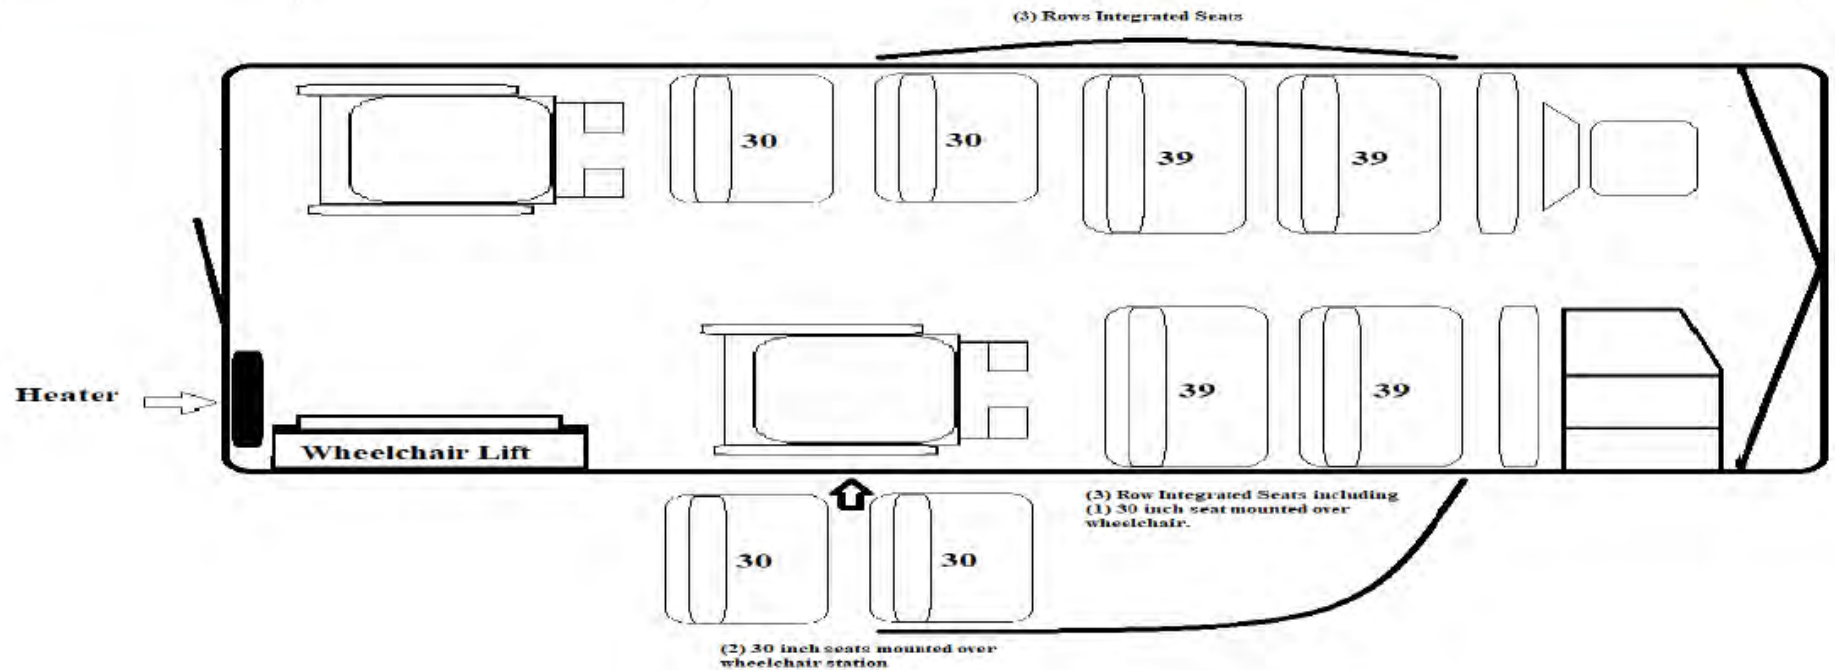 (3) Rows Integrated Seats
30
30
39
39
39
39
Heater
Wheelchair Lift
(3) Row Integrated Seats including
(1) 30 inch seat mounted over
wheelchair.
30
30
(2) 30 inch seats mounted over
wheelchair station